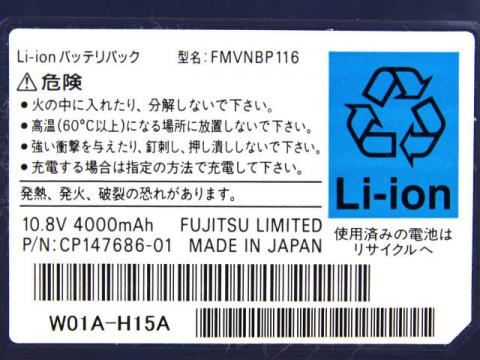 Li-ion バッテリパック 型名：FMVNBP116
⚠危険
● 火の中に入れたり、分解しないで下さい。
● 高温(60℃以上)になる場所に放置しないで下さい。
● 強い衝撃を与えたり、釘刺し、押し潰ししないで下さい。
● 充電する場合は指定の方法で充電して下さい。
発熱、発火、破裂の恐れがあります。
10.8V 4000mAh FUJITSU LIMITED
P/N:CP147686-01 MADE IN JAPAN
Li-ion
使用済みの電池は
リサイクルへ
W01A-H15A